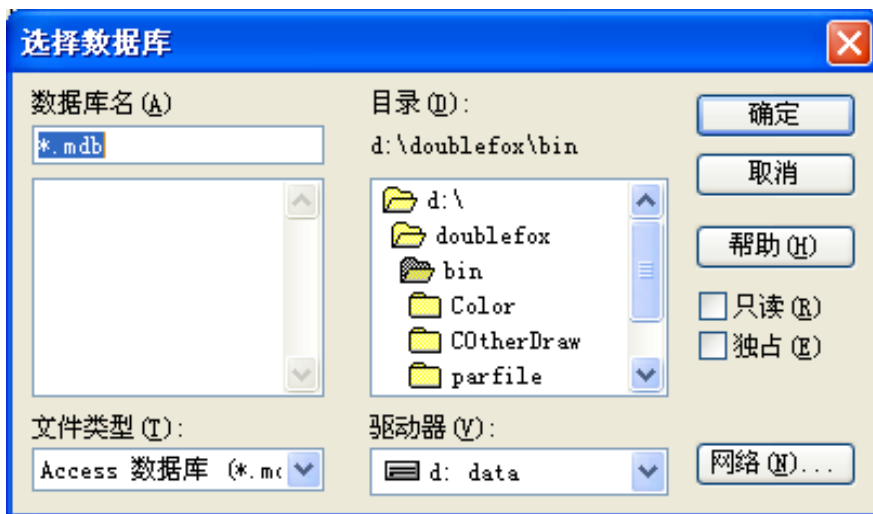 选择数据库
数据库名(A)
*.mdb
目录(D):
d:\doublefox\bin
d:\
doublefox
bin
Color
COtherDraw
parfile
确定
取消
帮助(H)
只读(R)
独占(E)
文件类型(T):
Access 数据库 (*.m
驱动器(V):
d: data
网络(N)...